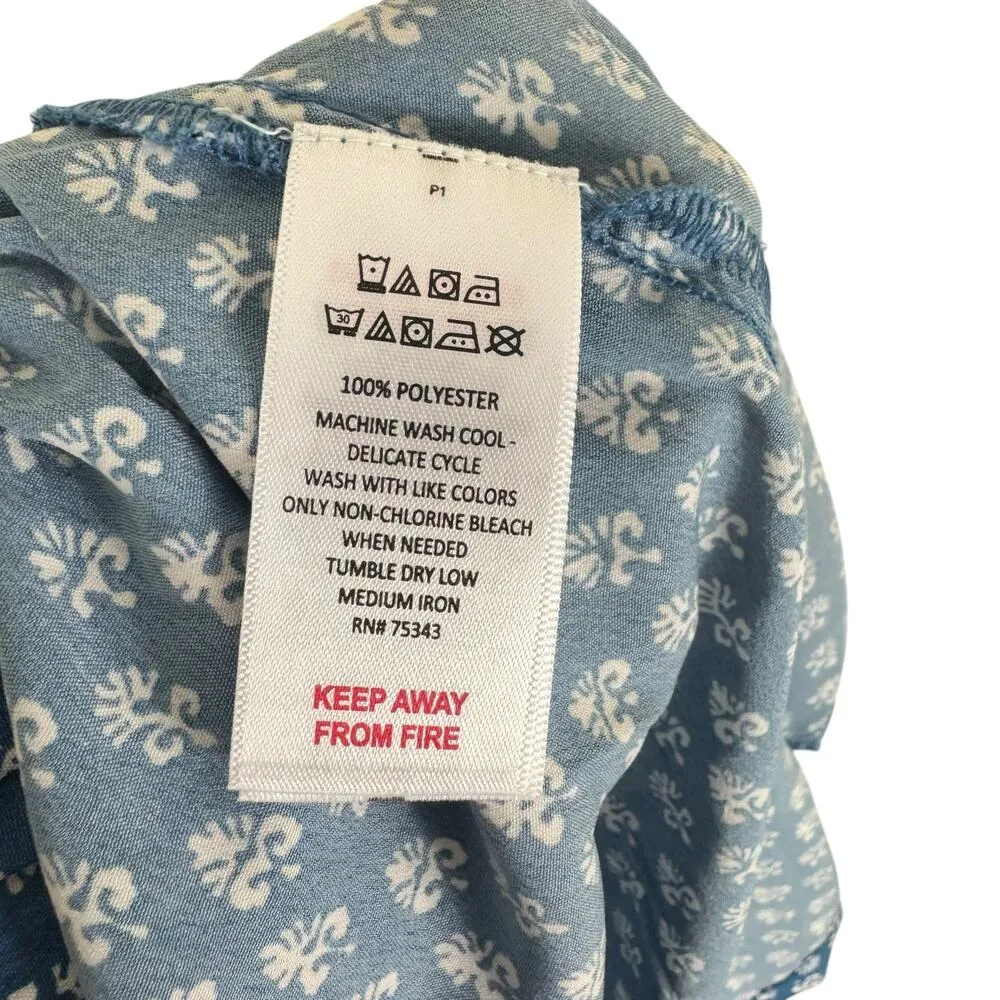 P1
30
100% POLYESTER
MACHINE WASH COOL -
DELICATE CYCLE
WASH WITH LIKE COLORS
ONLY NON-CHLORINE BLEACH
WHEN NEEDED
TUMBLE DRY LOW
MEDIUM IRON
RN# 75343
KEEP AWAY
FROM FIRE